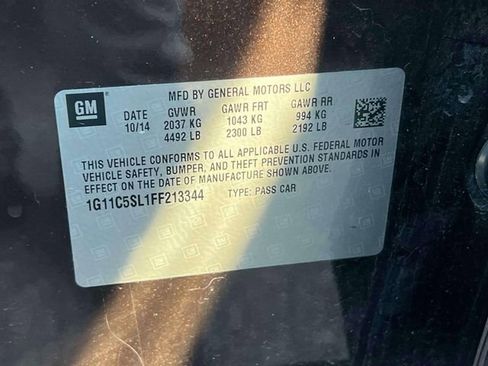 GM
MFD BY GENERAL MOTORS LLC
DATE GVWR GAWR FRT GAWR RR
10/14 2037 KG 1043 KG 994 KG
4492 LB 2300 LB 2192 LB
THIS VEHICLE CONFORMS TO ALL APPLICABLE U.S. FEDERAL MOTOR
VEHICLE SAFETY, BUMPER, AND THEFT PREVENTION STANDARDS IN
EFFECT ON THE DATE OF MANUFACTURE SHOWN ABOVE.
1G11C5SL1FF213344 TYPE: PASS CAR